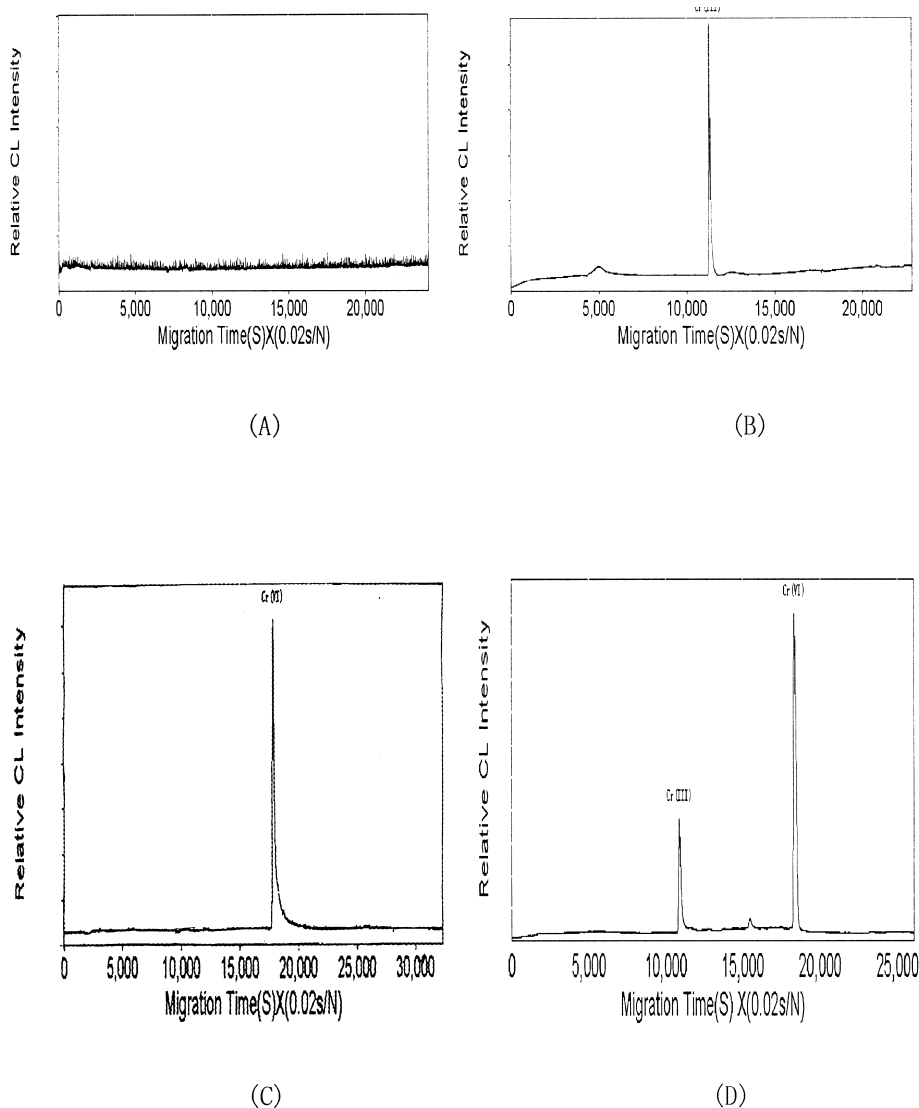 Relative CL Intensity
0 5,000 10,000 15,000 20,000
Migration Time(S)X(0.02s/N)
(A)
Cr(III)
Relative CL Intensity
0 5,000 10,000 15,000 20,000
Migration Time(S)X(0.02s/N)
(B)
Cr(VI)
Relative CL Intensity
0 5,000 10,000 15,000 20,000 25,000 30,000
Migration Time(S)X(0.02s/N)
(C)
Cr(VI)
Cr(III)
Relative CL Intensity
0 5,000 10,000 15,000 20,000 25,000
Migration Time(S) X(0.02s/N)
(D)